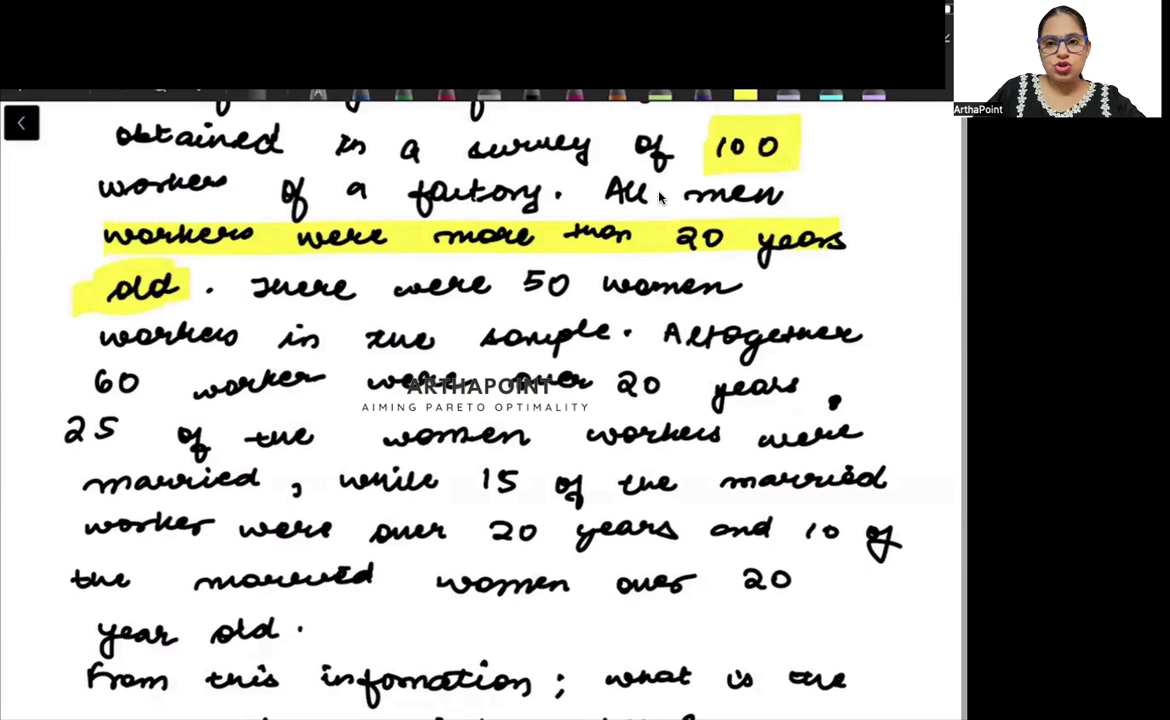 ArthaPoint
obtained in a survey of 100
workers of a factory. All men
workers were more than 20 years
old. There were 50 women
workers in the sample. Altogether
60 worker were over 20 years.
ARTHAPOINT
AIMING PARETO OPTIMALITY
25 of the women workers were
married, while 15 of the married
worker were over 20 years and 10 of
the married women over 20
year old.
From this information; what is the